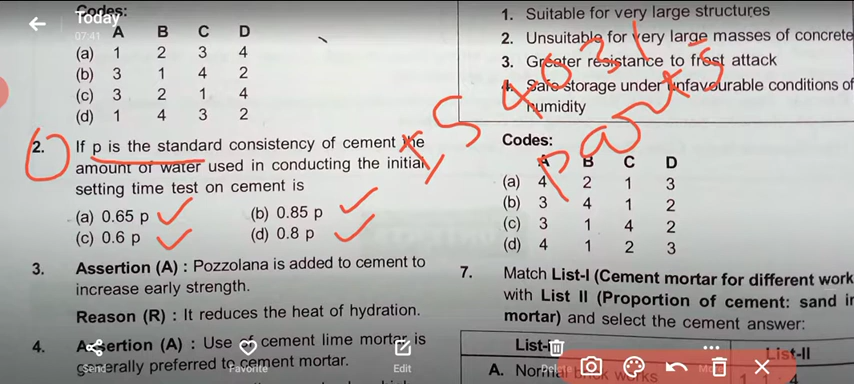 Today
07:41
Codes:
A B C D
(a) 1 2 3 4
(b) 3 1 4 2
(c) 3 2 1 4
(d) 1 4 3 2
2. If p is the standard consistency of cement the
amount of water used in conducting the initial
setting time test on cement is
(a) 0.65 p (b) 0.85 p
(c) 0.6 p (d) 0.8 p
3. Assertion (A) : Pozzolana is added to cement to
increase early strength.
Reason (R) : It reduces the heat of hydration.
4. Assertion (A) : Use of cement lime mortar is
generally preferred to cement mortar.
IS 4031
part 5
1. Suitable for very large structures
2. Unsuitable for very large masses of concrete
3. Greater resistance to frost attack
4. Safe storage under unfavourable conditions of
humidity
Codes:
A B C D
(a) 4 2 1 3
(b) 3 4 1 2
(c) 3 1 4 2
(d) 4 1 2 3
7. Match List-I (Cement mortar for different work
with List II (Proportion of cement: sand in
mortar) and select the cement answer:
List-I List-II
A. Normal brick works
Send Favorite Edit Delete